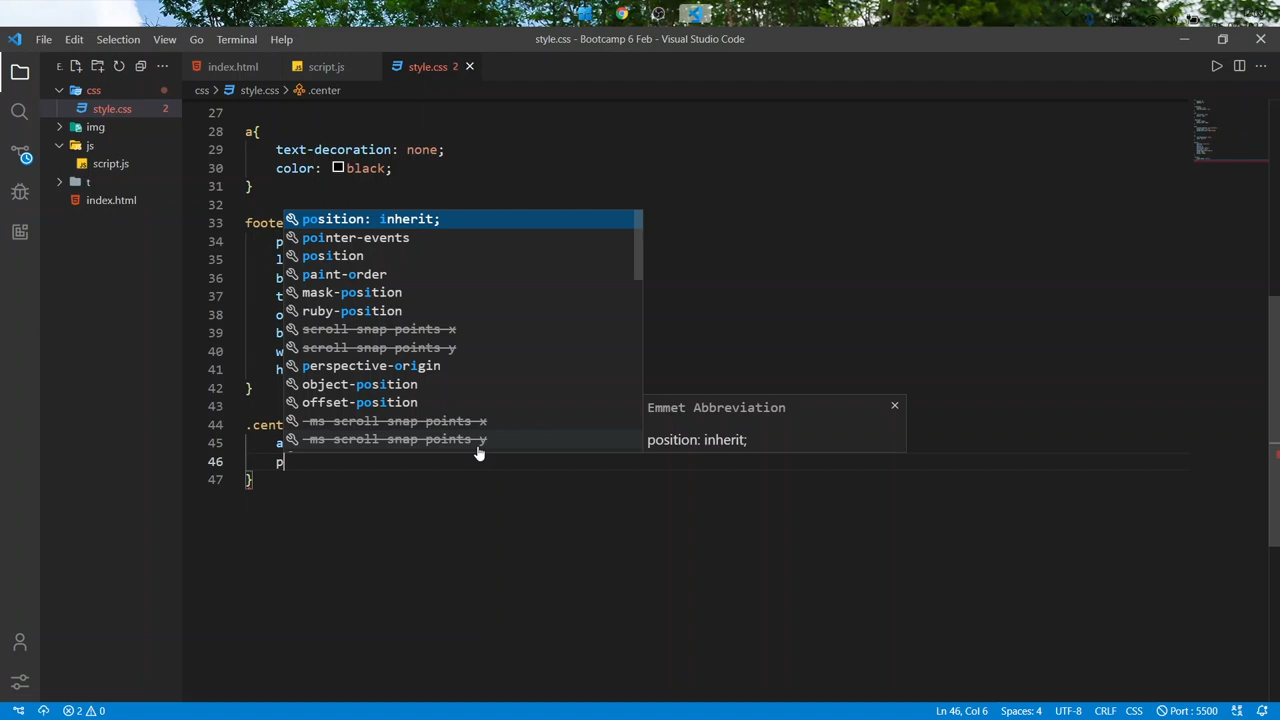 File Edit Selection View Go Terminal Help
style.css - Bootcamp 6 Feb - Visual Studio Code
E.
index.html
script.js
style.css 2
css
css > style.css > .center
style.css 2
img
js
script.js
t
index.html
27
28 a{
29 text-decoration: none;
30 color: black;
31 }
32
33 foote
34 p
35 l
36 b
37 t
38 o
39 b
40 w
41 h
42 }
43
44 .cent
45 a
46 p
47 }
position: inherit;
pointer-events
position
paint-order
mask-position
ruby-position
scroll snap points x
scroll snap points y
perspective-origin
object-position
offset-position
ms scroll snap points x
ms scroll snap points y
Emmet Abbreviation
position: inherit;
2 0
Ln 46, Col 6 Spaces: 4 UTF-8 CRLF CSS Port : 5500